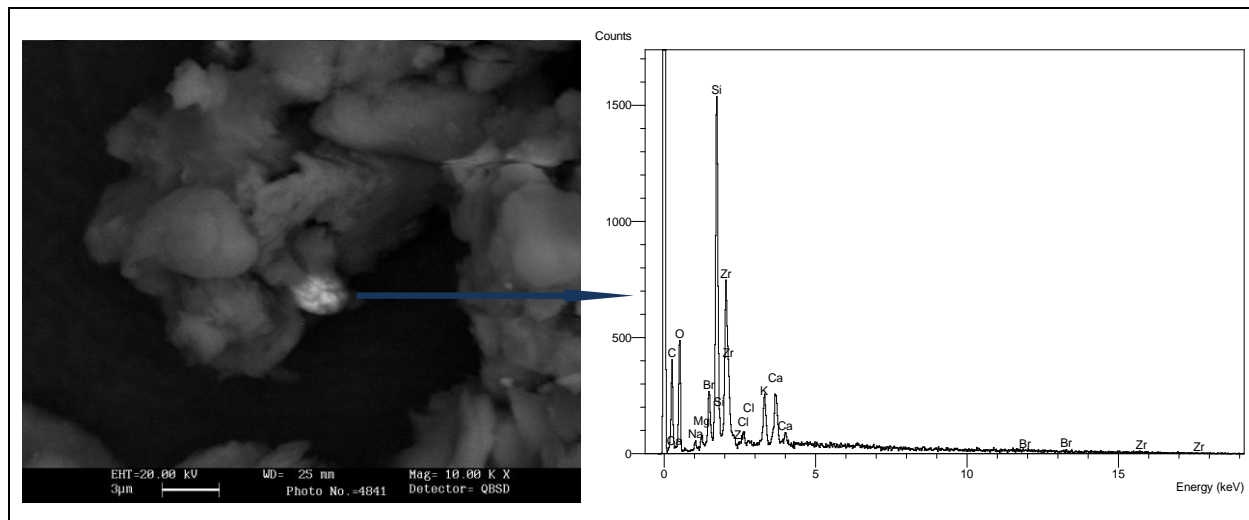 EHT=20.00 kV WD= 25 mm Mag= 10.00 K X
3µm Photo No.=4841 Detector= QBSD
Counts
1500
1000
500
0
Si
Zr
Zr
O
C
Ca
Na
Mg
Br
Si
Zr
Cl
Cl
K
Ca
Ca
Br
Br
Zr
Zr
0 5 10 15
Energy (keV)